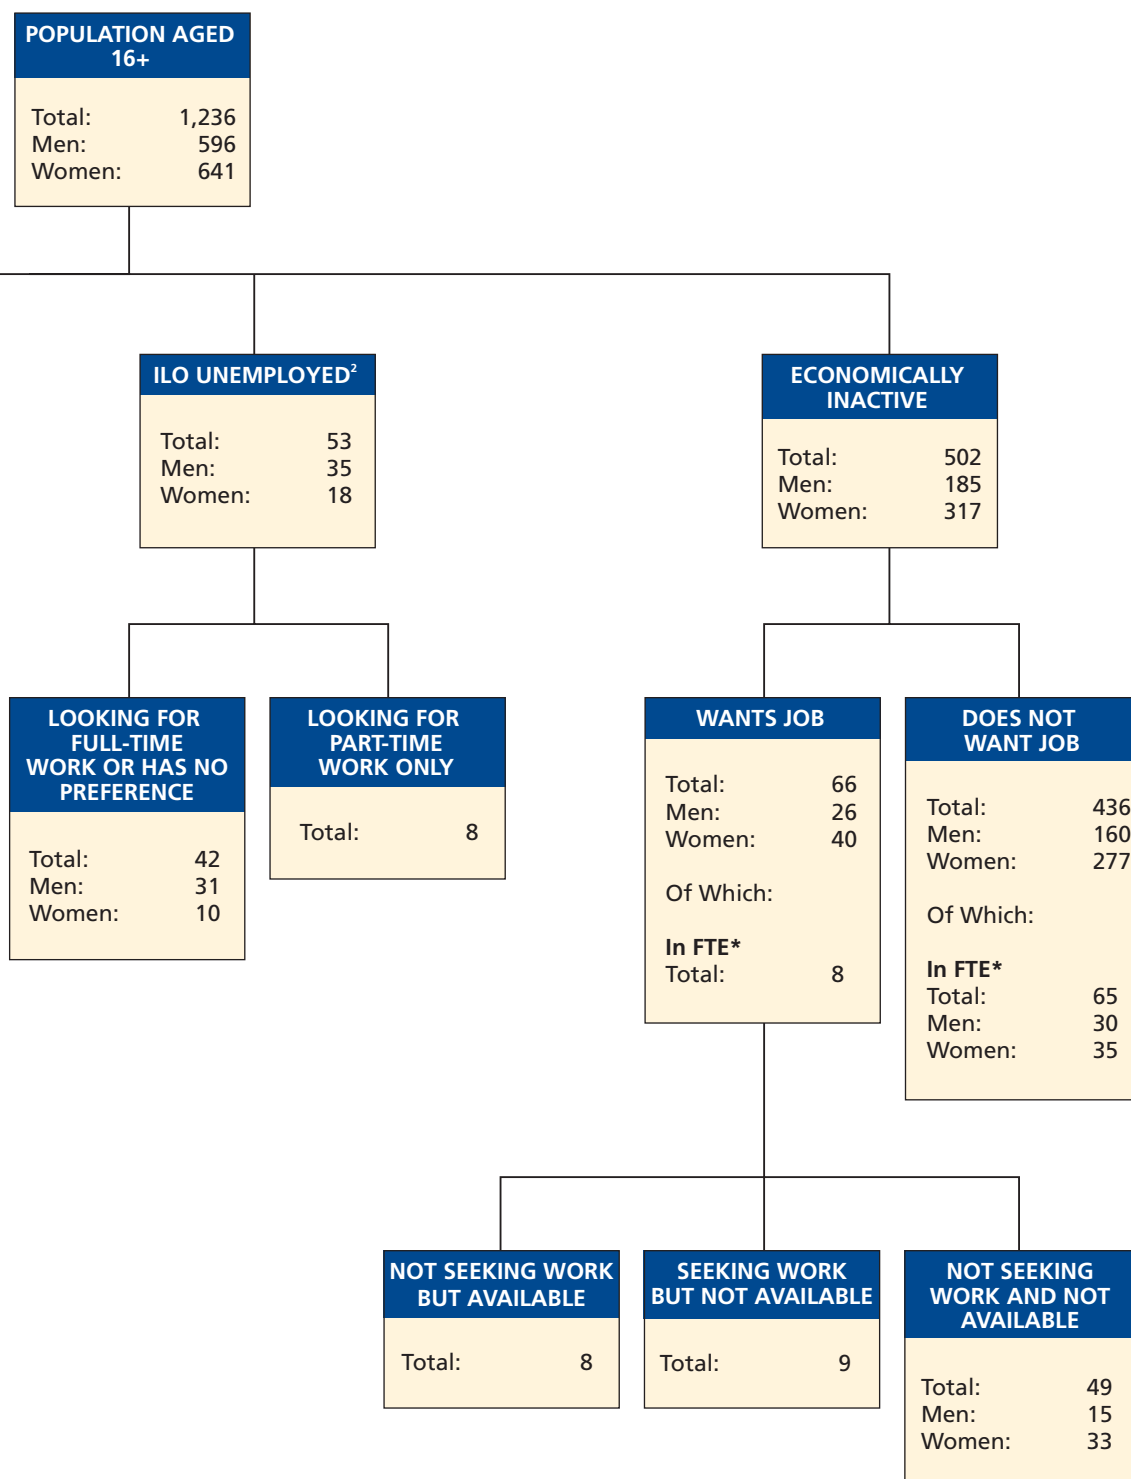 POPULATION AGED
16+
Total: 1,236
Men: 596
Women: 641
ILO UNEMPLOYED²
Total: 53
Men: 35
Women: 18
ECONOMICALLY
INACTIVE
Total: 502
Men: 185
Women: 317
LOOKING FOR
FULL-TIME
WORK OR HAS NO
PREFERENCE
Total: 42
Men: 31
Women: 10
LOOKING FOR
PART-TIME
WORK ONLY
Total: 8
WANTS JOB
Total: 66
Men: 26
Women: 40
Of Which:
In FTE*
Total: 8
DOES NOT
WANT JOB
Total: 436
Men: 160
Women: 277
Of Which:
In FTE*
Total: 65
Men: 30
Women: 35
NOT SEEKING WORK
BUT AVAILABLE
Total: 8
SEEKING WORK
BUT NOT AVAILABLE
Total: 9
NOT SEEKING
WORK AND NOT
AVAILABLE
Total: 49
Men: 15
Women: 33